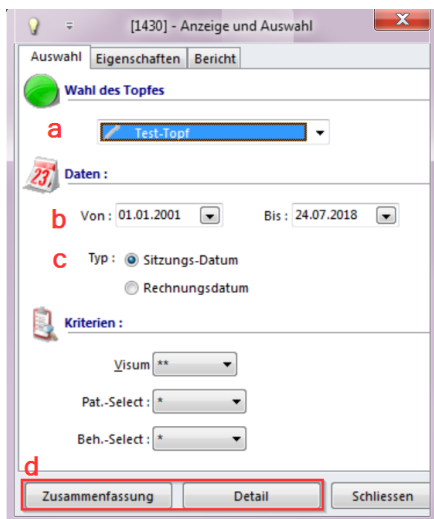 [1430] - Anzeige und Auswahl
Auswahl Eigenschaften Bericht
Wahl des Topfes
a Test-Topf
23 Daten :
b Von : 01.01.2001 Bis : 24.07.2018
c Typ : Sitzungs-Datum
Rechnungsdatum
Kriterien :
Visum **
Pat.-Select : *
Beh.-Select : *
d
Zusammenfassung Detail Schliessen